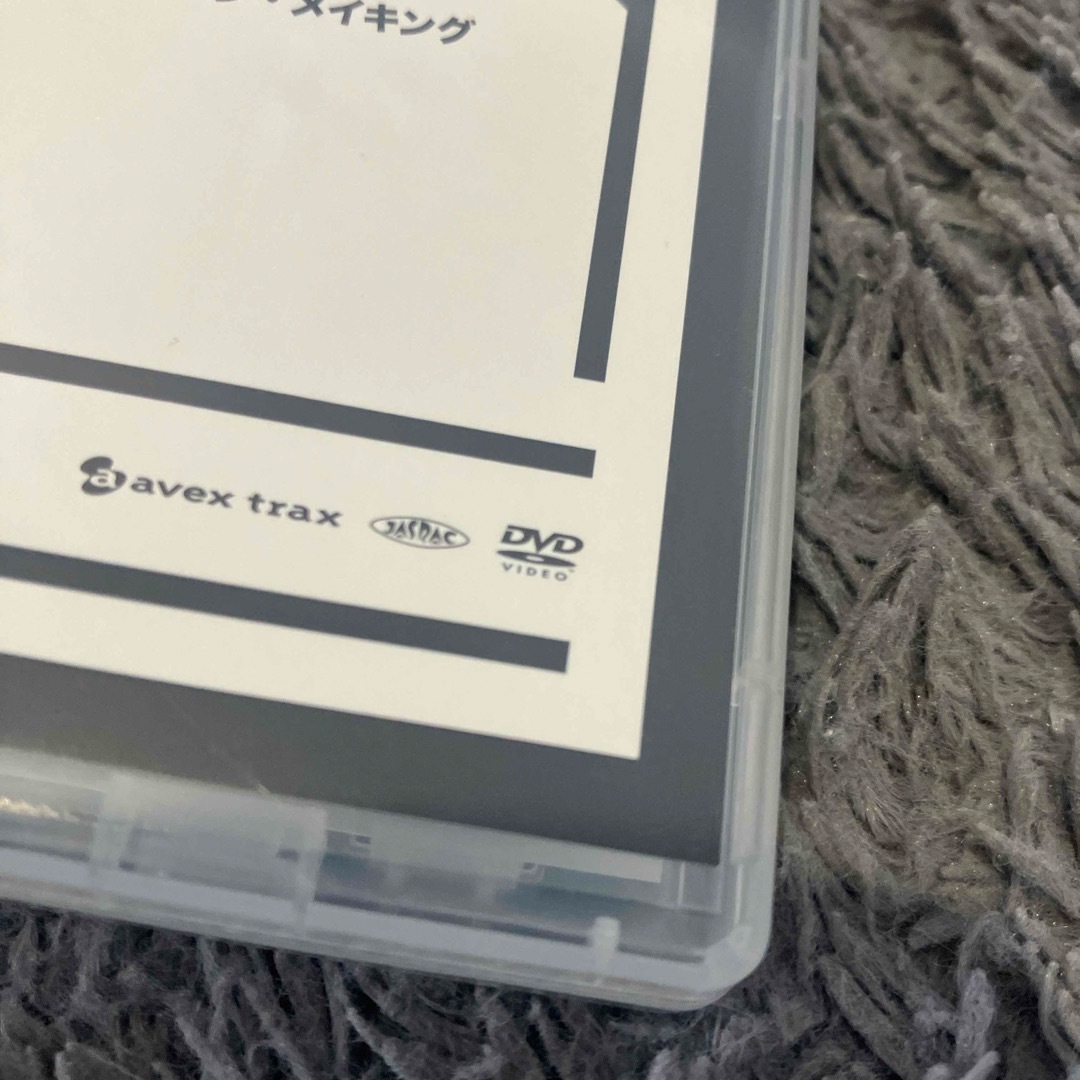 メイキング
avex trax JASRAC DVD
VIDEO